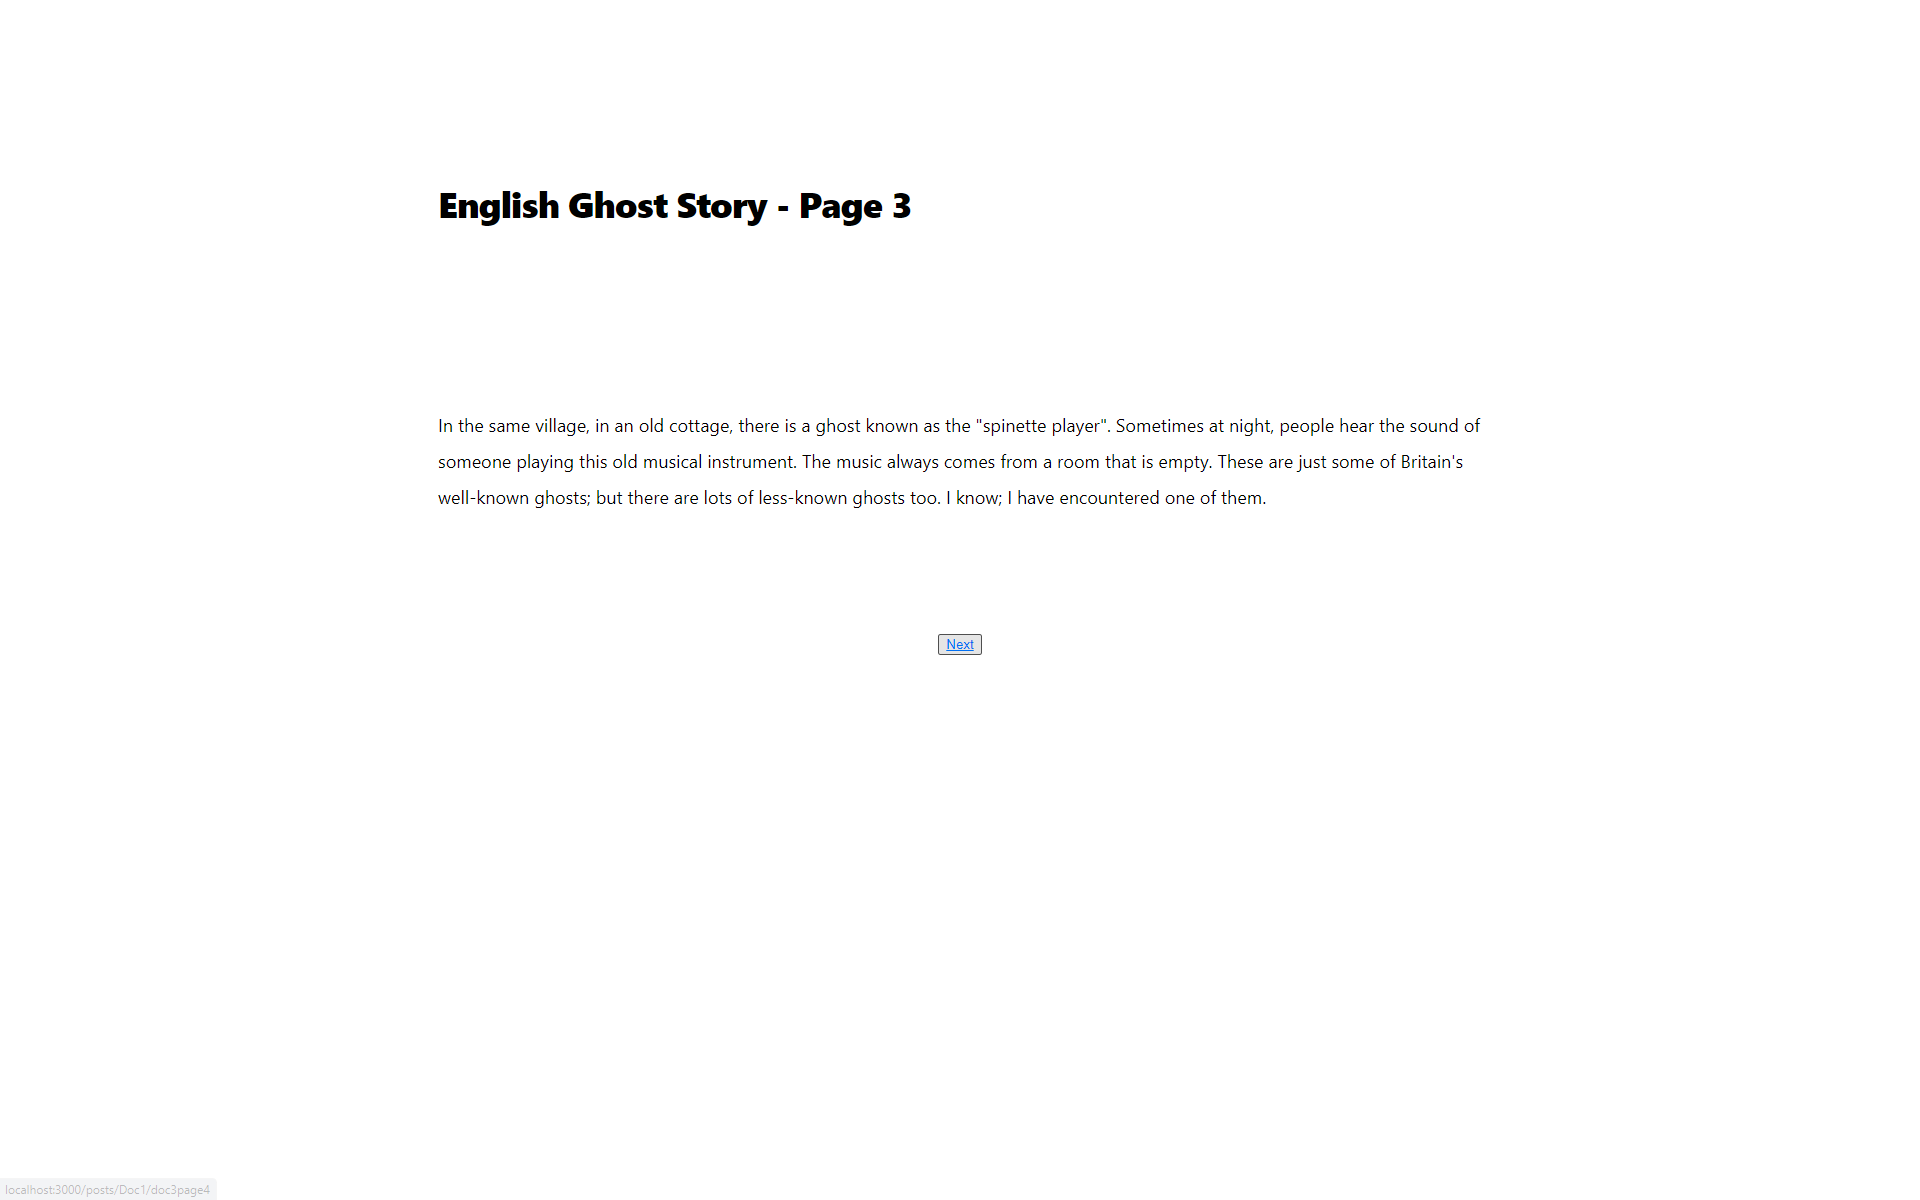 English Ghost Story - Page 3
In the same village, in an old cottage, there is a ghost known as the "spinette player". Sometimes at night, people hear the sound of
someone playing this old musical instrument. The music always comes from a room that is empty. These are just some of Britain's
well-known ghosts; but there are lots of less-known ghosts too. I know; I have encountered one of them.
Next
localhost:3000/posts/Doc1/doc3page4